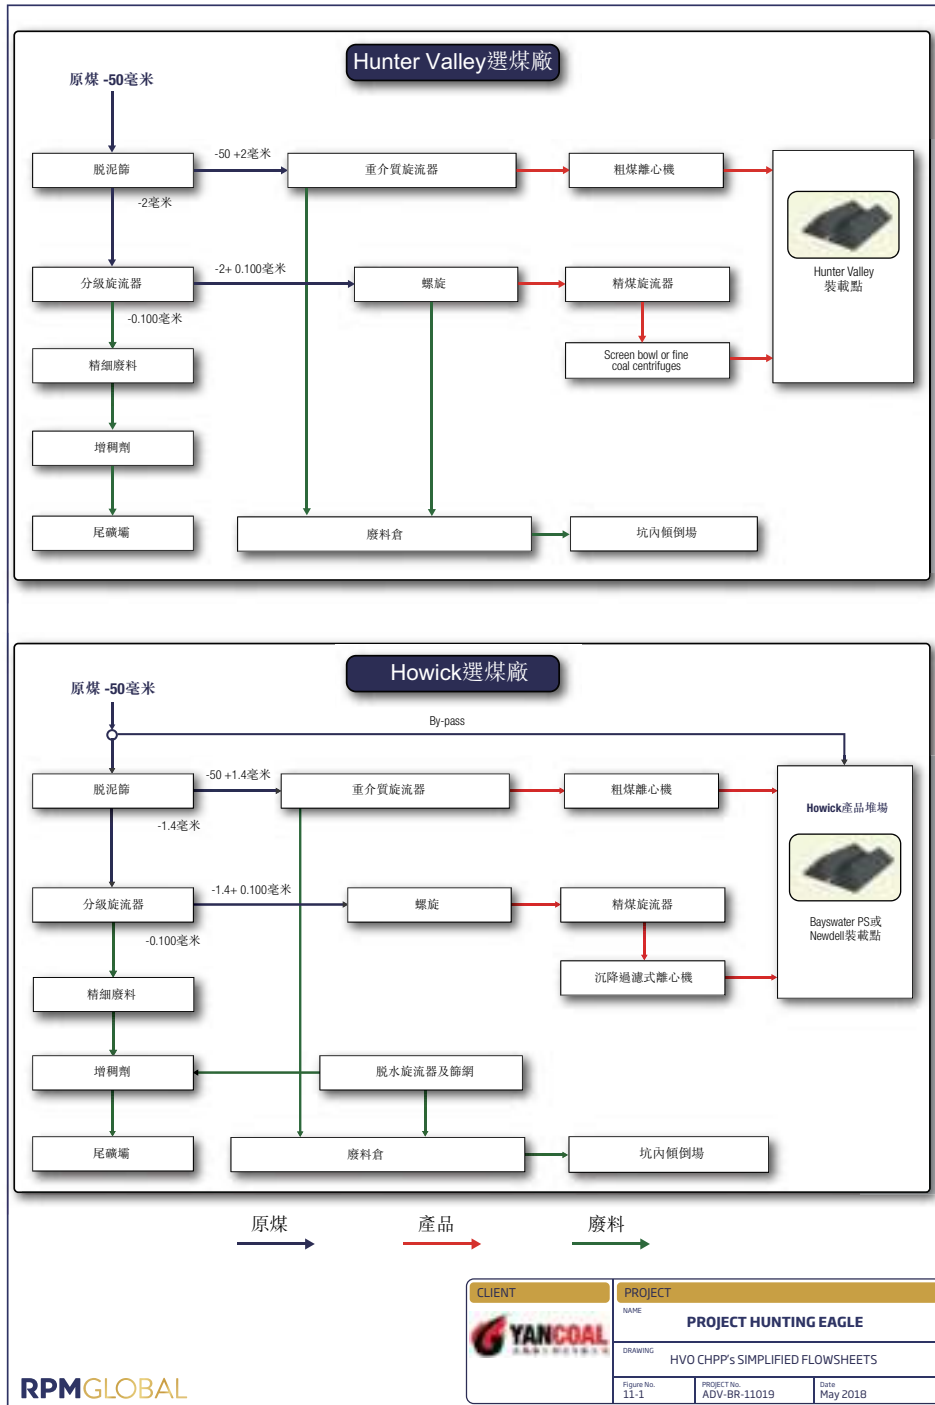 Hunter Valley選煤廠
原煤 -50毫米
脱泥篩
-50 +2毫米
重介質旋流器
粗煤離心機
-2毫米
Hunter Valley
裝載點
分級旋流器
-2+ 0.100毫米
螺旋
精煤旋流器
-0.100毫米
精細廢料
Screen bowl or fine
coal centrifuges
增稠劑
尾礦壩
廢料倉
坑內傾倒場
Howick選煤廠
原煤 -50毫米
By-pass
脱泥篩
-50 +1.4毫米
重介質旋流器
粗煤離心機
Howick產品堆場
-1.4毫米
分級旋流器
-1.4+ 0.100毫米
螺旋
精煤旋流器
Bayswater PS或
Newdell裝載點
-0.100毫米
精細廢料
沉降過濾式離心機
增稠劑
脱水旋流器及篩網
尾礦壩
廢料倉
坑內傾倒場
原煤
產品
廢料
CLIENT
PROJECT
YANCOAL
NAME
PROJECT HUNTING EAGLE
DRAWING
HVO CHPP's SIMPLIFIED FLOWSHEETS
Figure No.
11-1
PROJECT No.
ADV-BR-11019
Date
May 2018
RPMGLOBAL